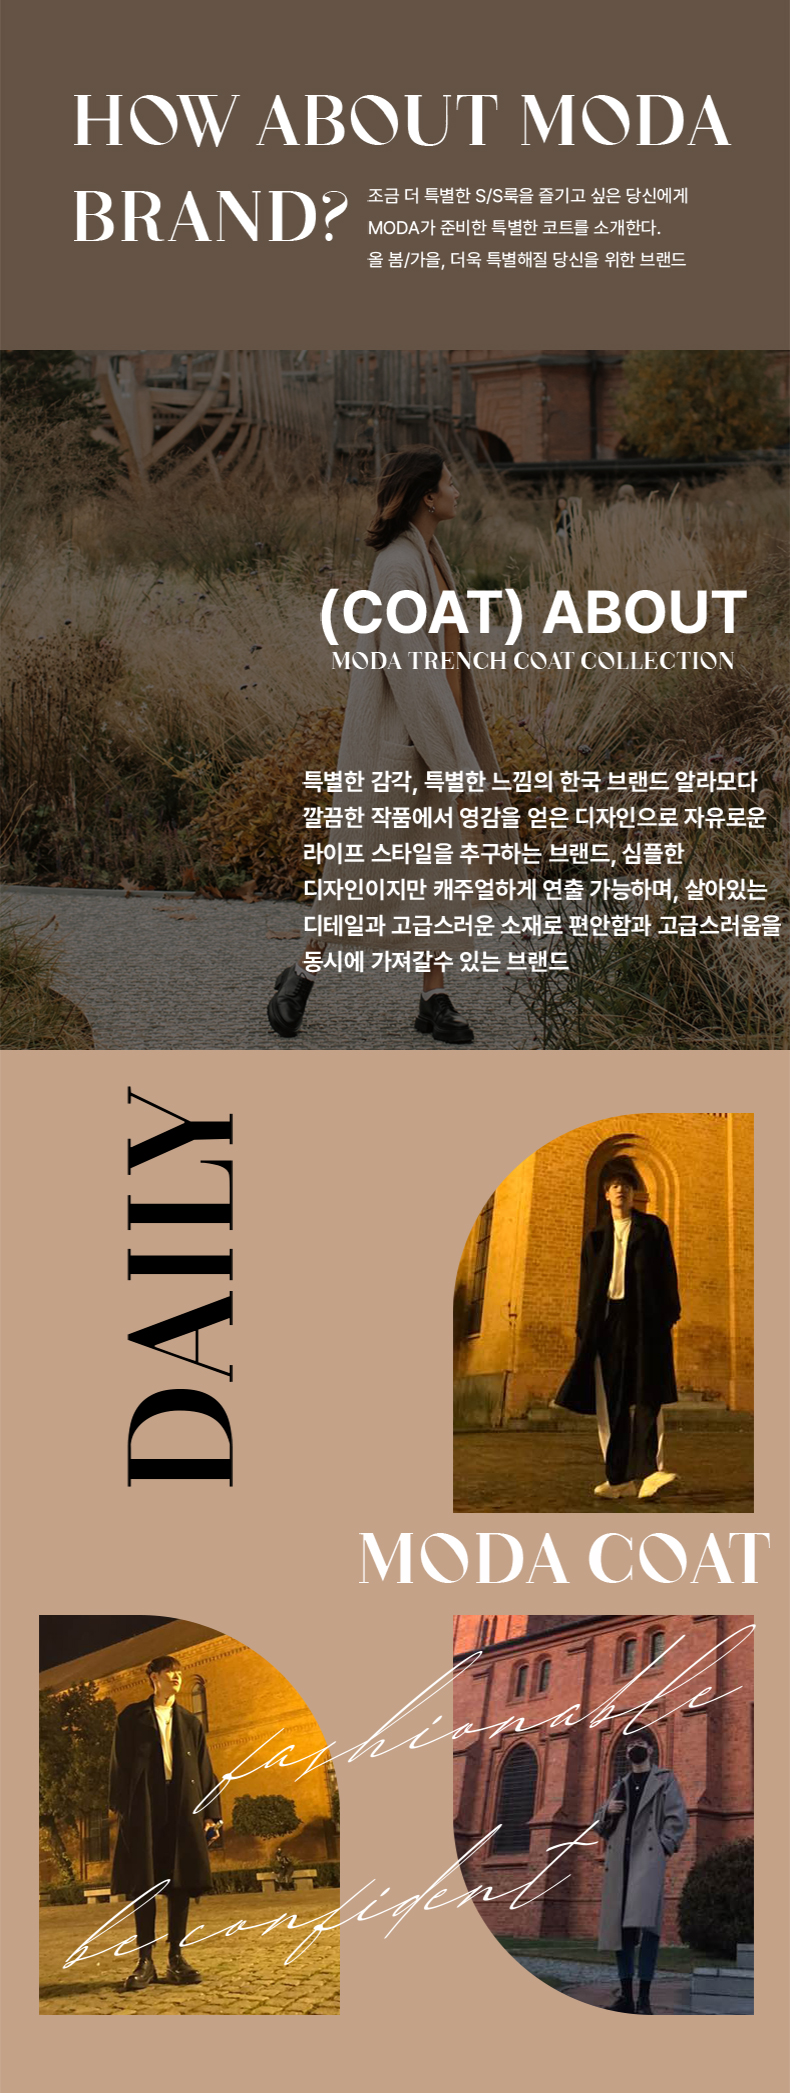 HOW ABOUT MODA
BRAND?
조금 더 특별한 S/S룩을 즐기고 싶은 당신에게
MODA가 준비한 특별한 코트를 소개한다.
올 봄/가을, 더욱 특별해질 당신을 위한 브랜드
(COAT) ABOUT
MODA TRENCH COAT COLLECTION
특별한 감각, 특별한 느낌의 한국 브랜드 알라모다
깔끔한 작품에서 영감을 얻은 디자인으로 자유로운
라이프 스타일을 추구하는 브랜드, 심플한
디자인이지만 캐주얼하게 연출 가능하며, 살아있는
디테일과 고급스러운 소재로 편안함과 고급스러움을
동시에 가져갈수 있는 브랜드
DAILY
MODA COAT
fashionable
be confident